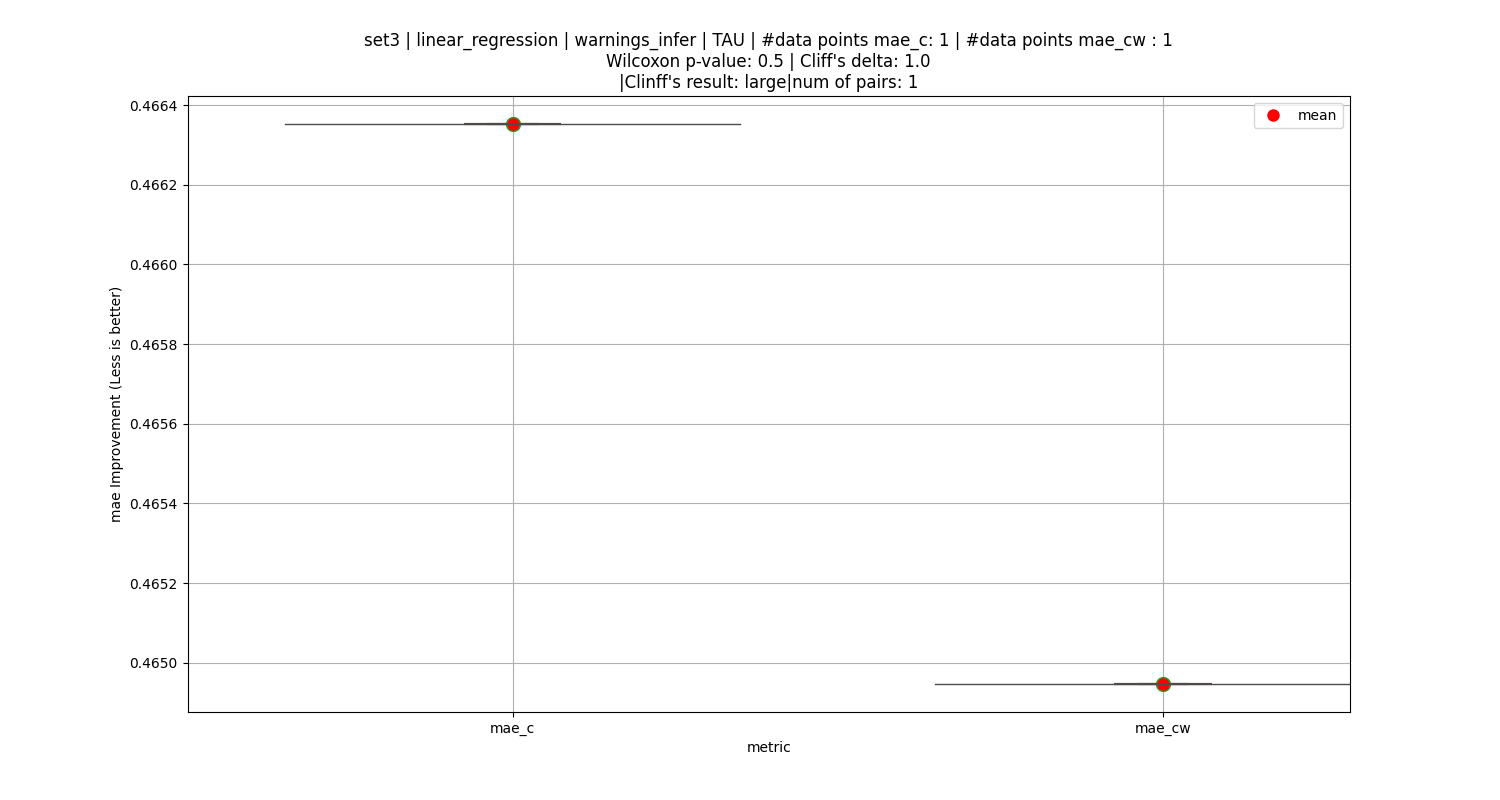 set3 | linear_regression | warnings_infer | TAU | #data points mae_c: 1 | #data points mae_cw : 1
Wilcoxon p-value: 0.5 | Cliff's delta: 1.0
|Clinff's result: large|num of pairs: 1
mean
mae Improvement (Less is better)
0.4664
0.4662
0.4660
0.4658
0.4656
0.4654
0.4652
0.4650
mae_c
mae_cw
metric